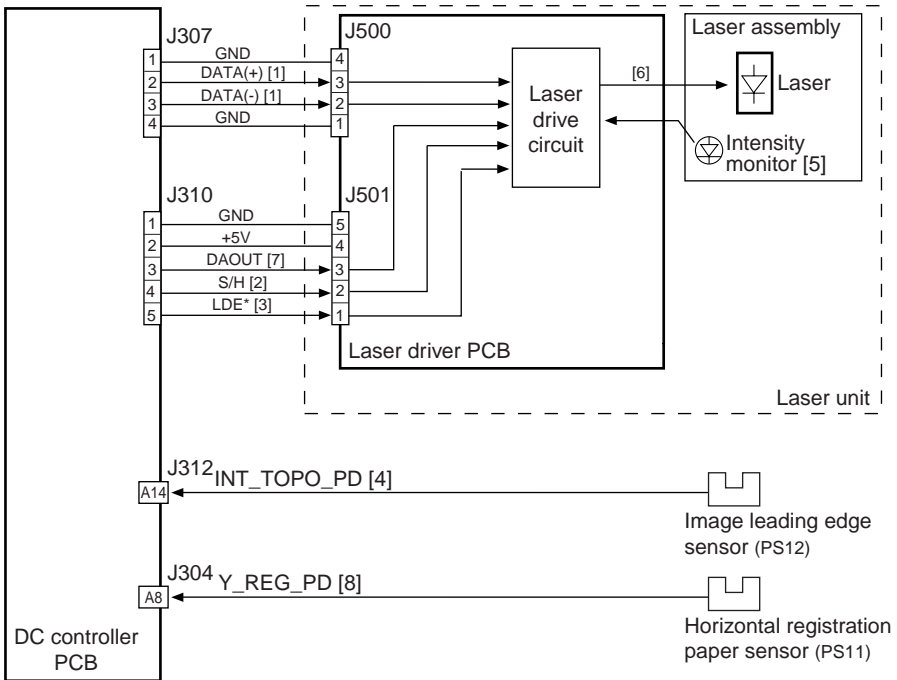 J307
J500
Laser assembly
1 GND 4
2 DATA(+) [1] 3
3 DATA(-) [1] 2
4 GND 1
Laser
drive
circuit
[6]
Laser
Intensity
monitor [5]
J310
J501
1 GND 5
2 +5V 4
3 DAOUT [7] 3
4 S/H [2] 2
5 LDE* [3] 1
Laser driver PCB
Laser unit
J312
A14
INT_TOPO_PD [4]
Image leading edge
sensor (PS12)
J304
A8
Y_REG_PD [8]
Horizontal registration
paper sensor (PS11)
DC controller
PCB